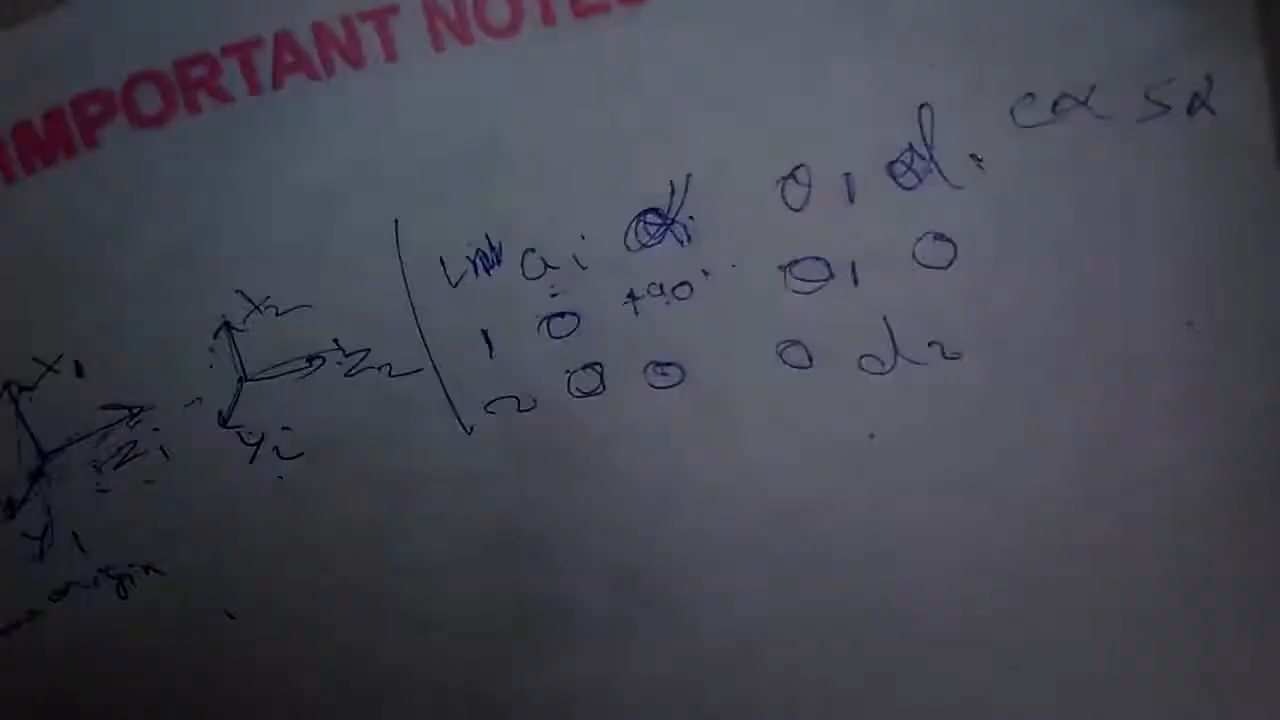 IMPORTANT NOTES
Link ai αi θi di cα sα
1 0 +90° θ1 0
2 0 0 0 d2
X1 Z1 Y1
X2 Z2 Y2
origin